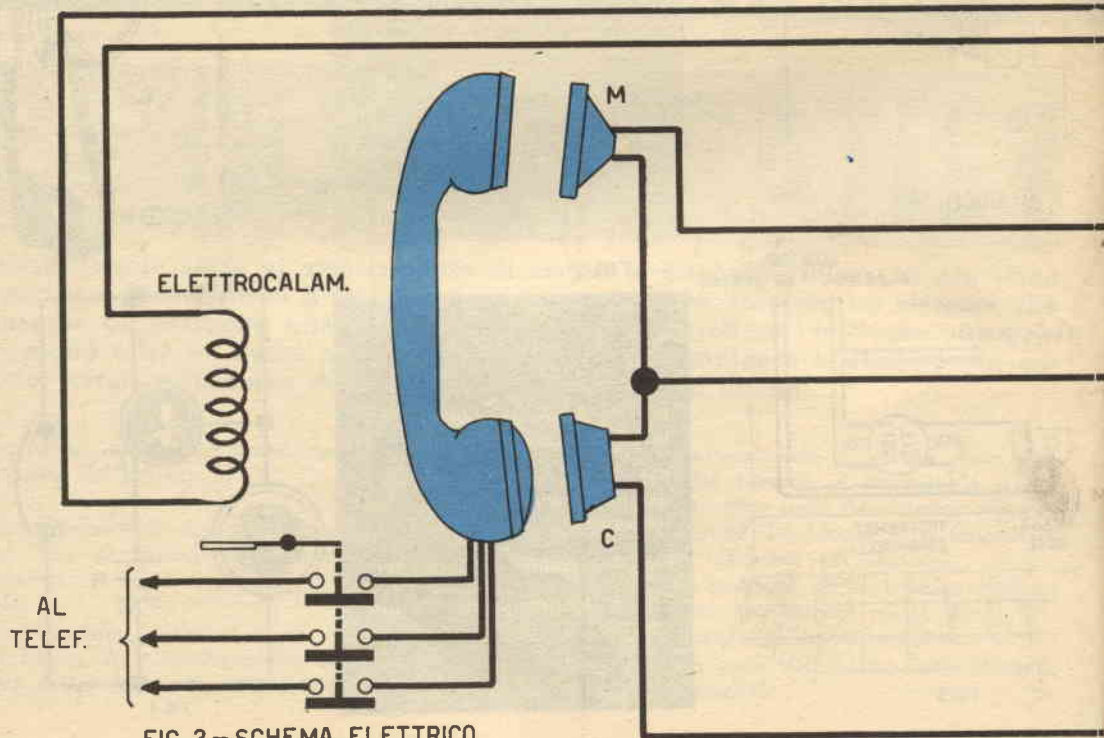 M
ELETTROCALAM.
C
AL
TELEF.
FIG. 2 - SCHEMA ELETTRICO